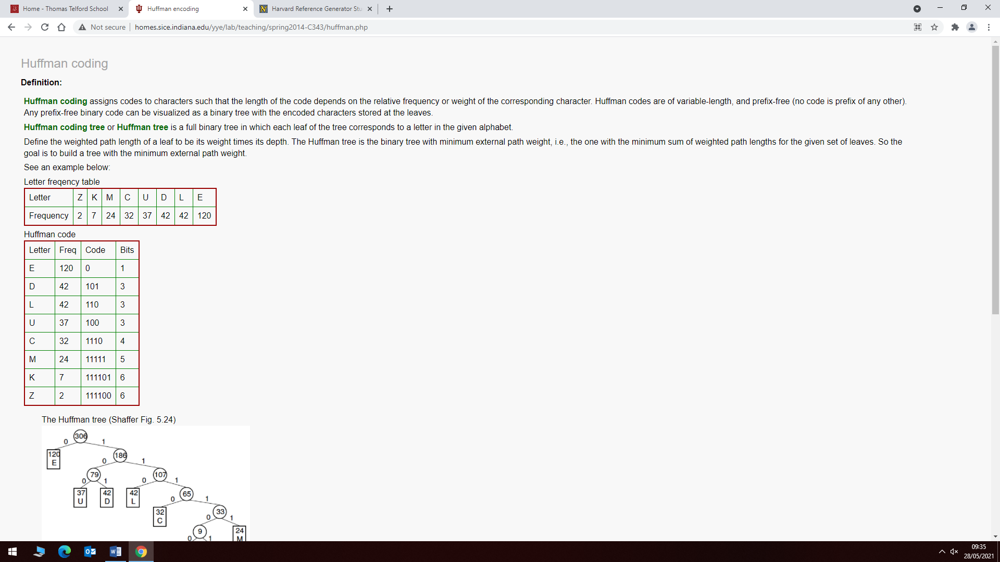 Home - Thomas Telford School
Huffman encoding
Harvard Reference Generator Stu
Not secure
homes.sice.indiana.edu/yye/lab/teaching/spring2014-C343/huffman.php
Huffman coding
Definition:
Huffman coding assigns codes to characters such that the length of the code depends on the relative frequency or weight of the corresponding character. Huffman codes are of variable-length, and prefix-free (no code is prefix of any other).
Any prefix-free binary code can be visualized as a binary tree with the encoded characters stored at the leaves.
Huffman coding tree or Huffman tree is a full binary tree in which each leaf of the tree corresponds to a letter in the given alphabet.
Define the weighted path length of a leaf to be its weight times its depth. The Huffman tree is the binary tree with minimum external path weight, i.e., the one with the minimum sum of weighted path lengths for the given set of leaves. So the
goal is to build a tree with the minimum external path weight.
See an example below:
Letter freqency table
Letter Z K M C U D L E
Frequency 2 7 24 32 37 42 42 120
Huffman code
Letter Freq Code Bits
E 120 0 1
D 42 101 3
L 42 110 3
U 37 100 3
C 32 1110 4
M 24 11111 5
K 7 111101 6
Z 2 111100 6
The Huffman tree (Shaffer Fig. 5.24)
306
0 1
120 186
E 0 1
79 107
0 1 0 1
37 42 42 65
U D L 0 1
32 33
C 0 1
9 24
0 1 M
09:35
28/05/2021